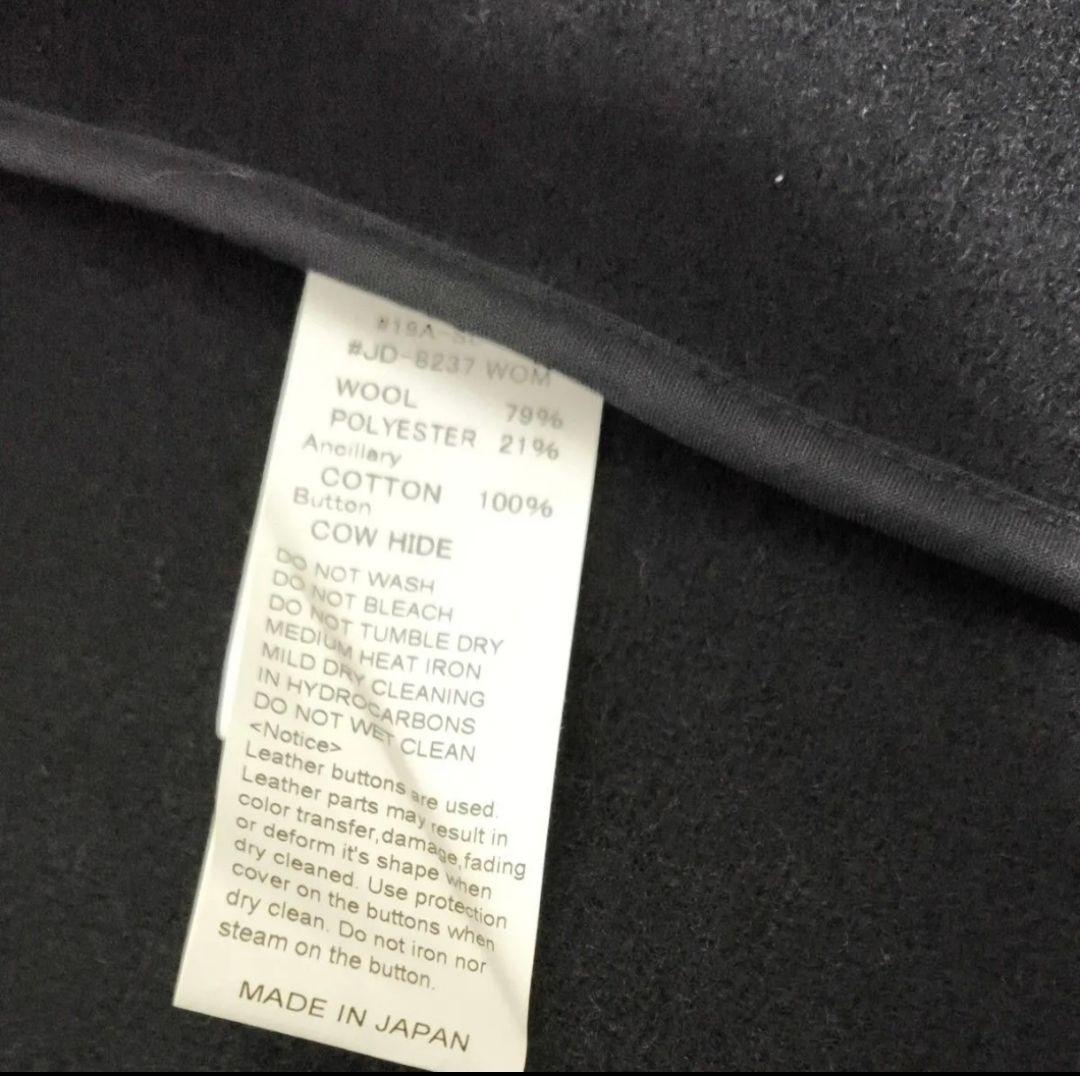 #19A-
#JD-8237 WOM
WOOL 79%
POLYESTER 21%
Ancillary
COTTON 100%
Button
COW HIDE
DO NOT WASH
DO NOT BLEACH
DO NOT TUMBLE DRY
MEDIUM HEAT IRON
MILD DRY CLEANING
IN HYDROCARBONS
DO NOT WET CLEAN
<Notice>
Leather buttons are used.
Leather parts may result in
color transfer,damage,fading
or deform it's shape when
dry cleaned. Use protection
cover on the buttons when
dry clean. Do not iron nor
steam on the button.
MADE IN JAPAN